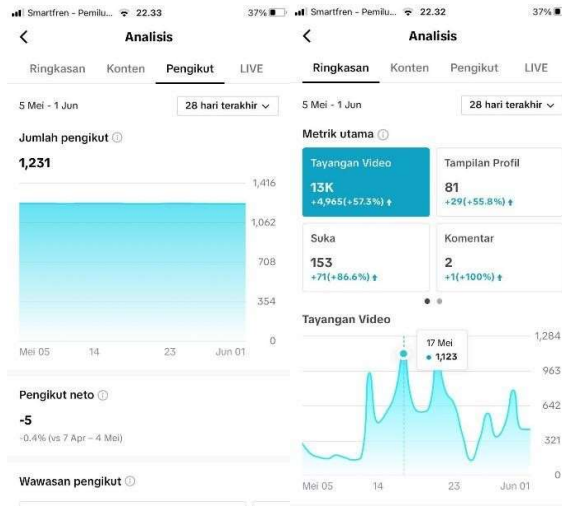 Smartfren - Pemilu... 22.33 37%
Analisis
Ringkasan Konten Pengikut LIVE
5 Mei - 1 Jun 28 hari terakhir
Jumlah pengikut
1,231
1,416
1,062
708
354
0
Mei 05 14 23 Jun 01
Pengikut neto
-5
-0.4% (vs 7 Apr – 4 Mei)
Wawasan pengikut
Smartfren - Pemilu... 22.32 37%
Analisis
Ringkasan Konten Pengikut LIVE
5 Mei - 1 Jun 28 hari terakhir
Metrik utama
Tayangan Video Tampilan Profil
13K 81
+4,965(+57.3%) +29(+55.8%)
Suka Komentar
153 2
+71(+86.6%) +1(+100%)
Tayangan Video
17 Mei
1,123
1,284
963
642
321
0
Mei 05 14 23 Jun 01